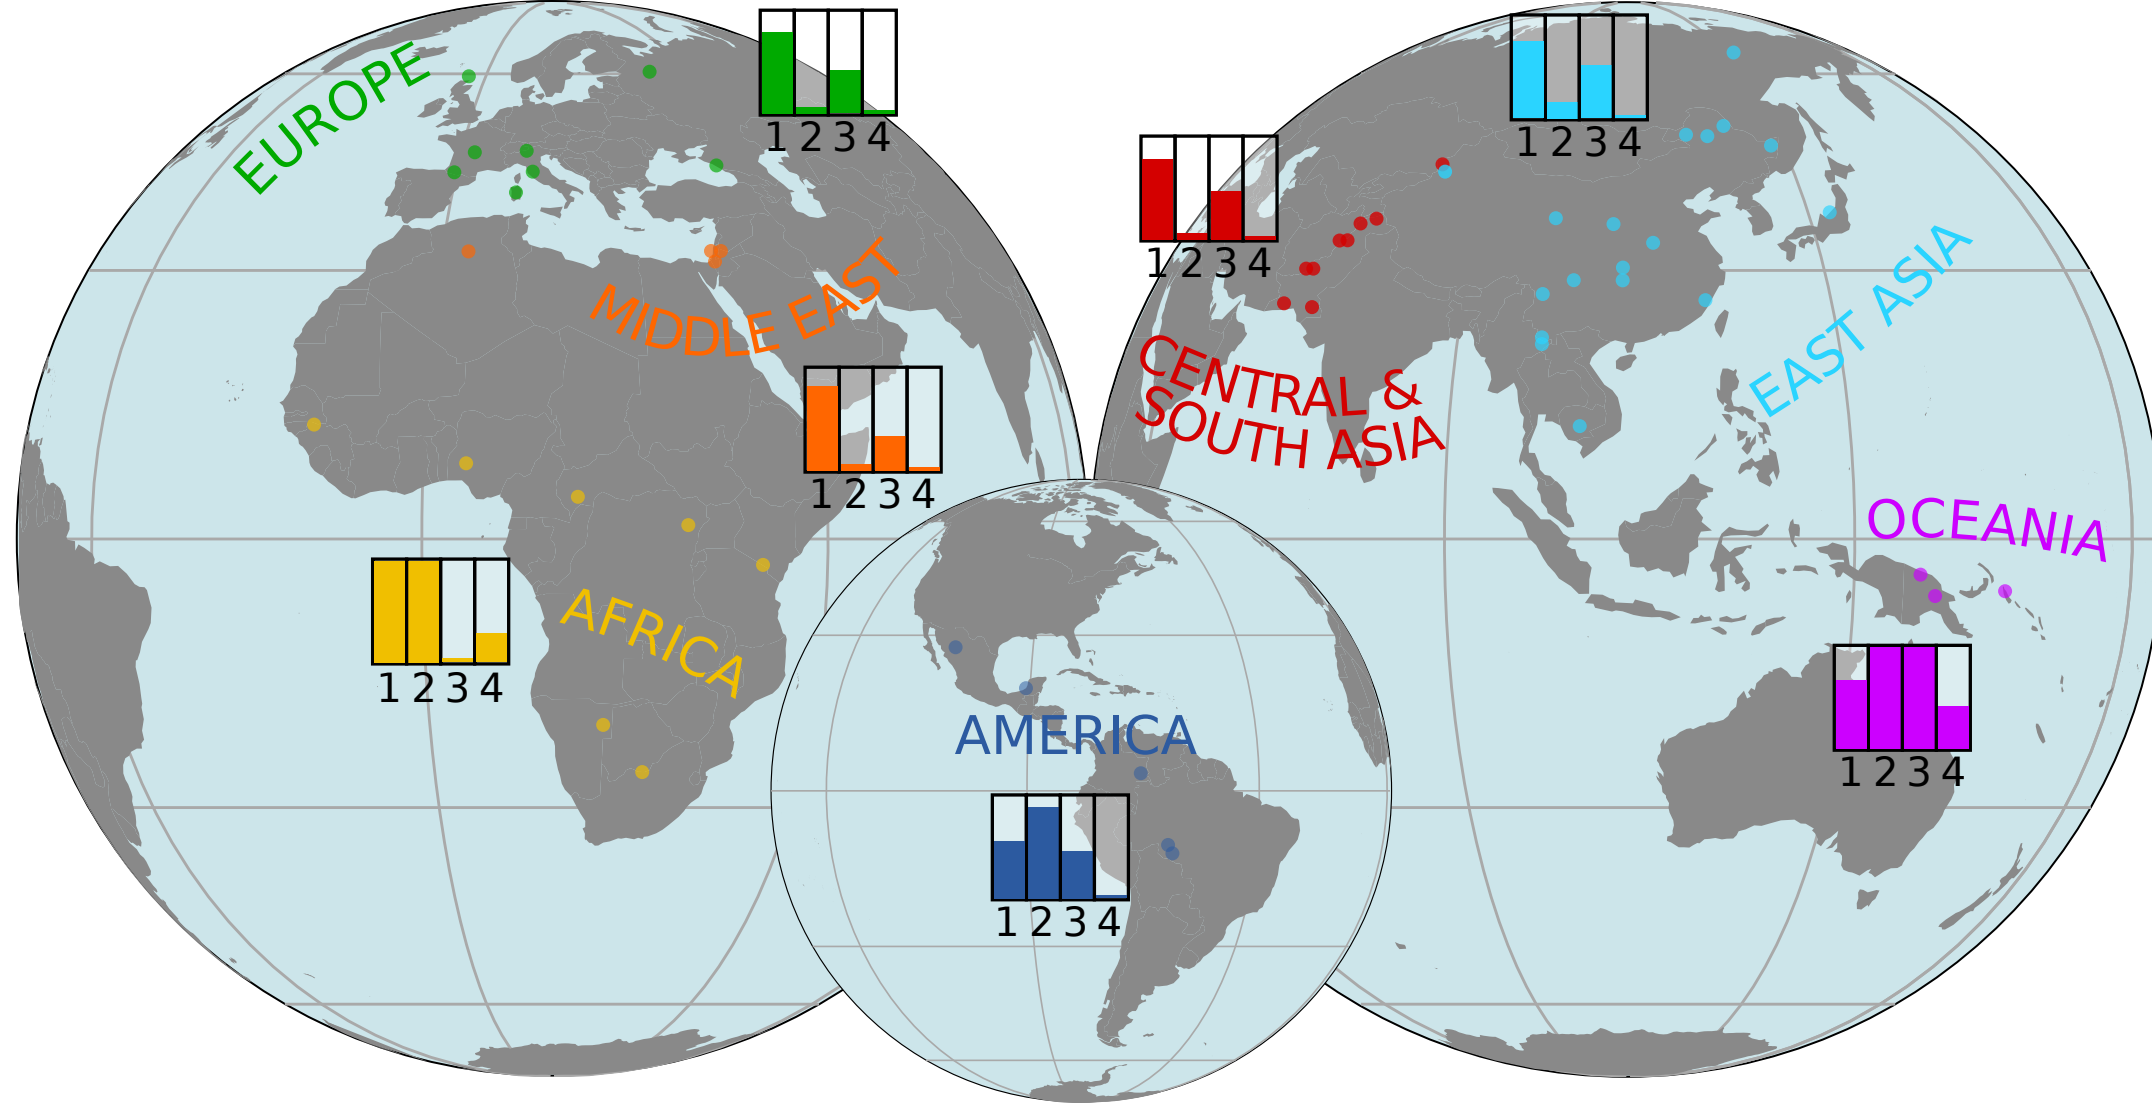 EUROPE
1 2 3 4
1 2 3 4
1 2 3 4
MIDDLE EAST
1 2 3 4
EAST ASIA
CENTRAL &
SOUTH ASIA
OCEANIA
1 2 3 4
AFRICA
1 2 3 4
AMERICA
1 2 3 4